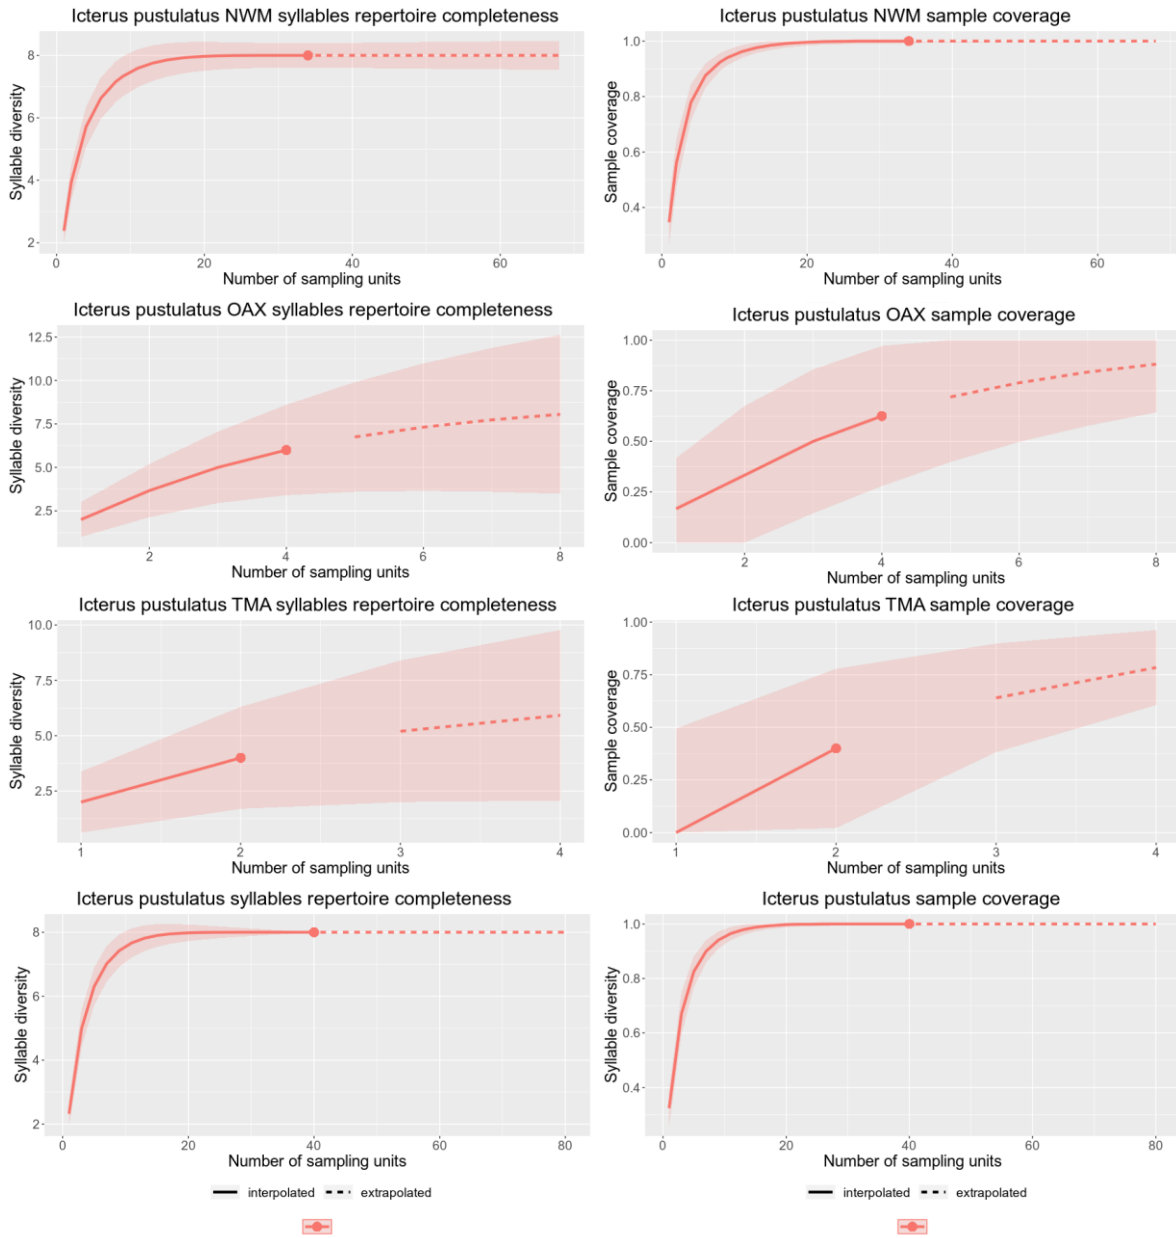 Icterus pustulatus NWM syllables repertoire completeness
Syllable diversity
8
6
4
2
0 20 40 60
Number of sampling units
Icterus pustulatus NWM sample coverage
Sample coverage
1.0
0.8
0.6
0.4
0 20 40 60
Number of sampling units
Icterus pustulatus OAX syllables repertoire completeness
Syllable diversity
12.5
10.0
7.5
5.0
2.5
2 4 6 8
Number of sampling units
Icterus pustulatus OAX sample coverage
Sample coverage
1.00
0.75
0.50
0.25
0.00
2 4 6 8
Number of sampling units
Icterus pustulatus TMA syllables repertoire completeness
Syllable diversity
10.0
7.5
5.0
2.5
1 2 3 4
Number of sampling units
Icterus pustulatus TMA sample coverage
Sample coverage
1.00
0.75
0.50
0.25
0.00
1 2 3 4
Number of sampling units
Icterus pustulatus syllables repertoire completeness
Syllable diversity
8
6
4
2
0 20 40 60 80
Number of sampling units
interpolated extrapolated
Icterus pustulatus sample coverage
Syllable diversity
1.0
0.8
0.6
0.4
0 20 40 60 80
Number of sampling units
interpolated extrapolated